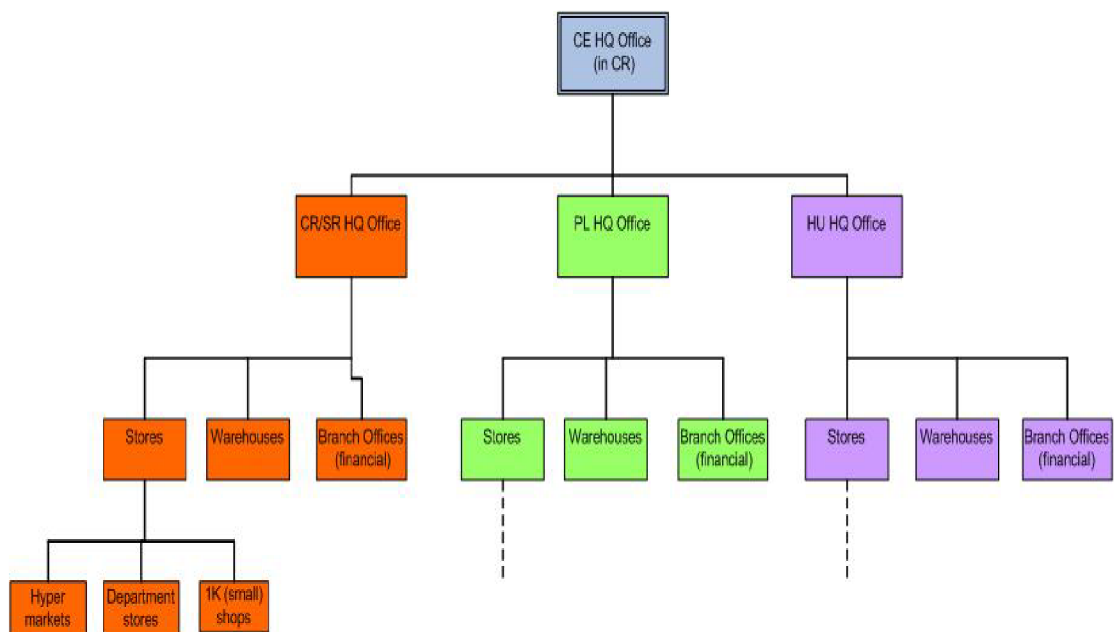 CE HQ Office
(in CR)
CR/SR HQ Office
PL HQ Office
HU HQ Office
Stores
Warehouses
Branch Offices
(financial)
Stores
Warehouses
Branch Offices
(financial)
Stores
Warehouses
Branch Offices
(financial)
Hyper
markets
Department
stores
1K (small)
shops